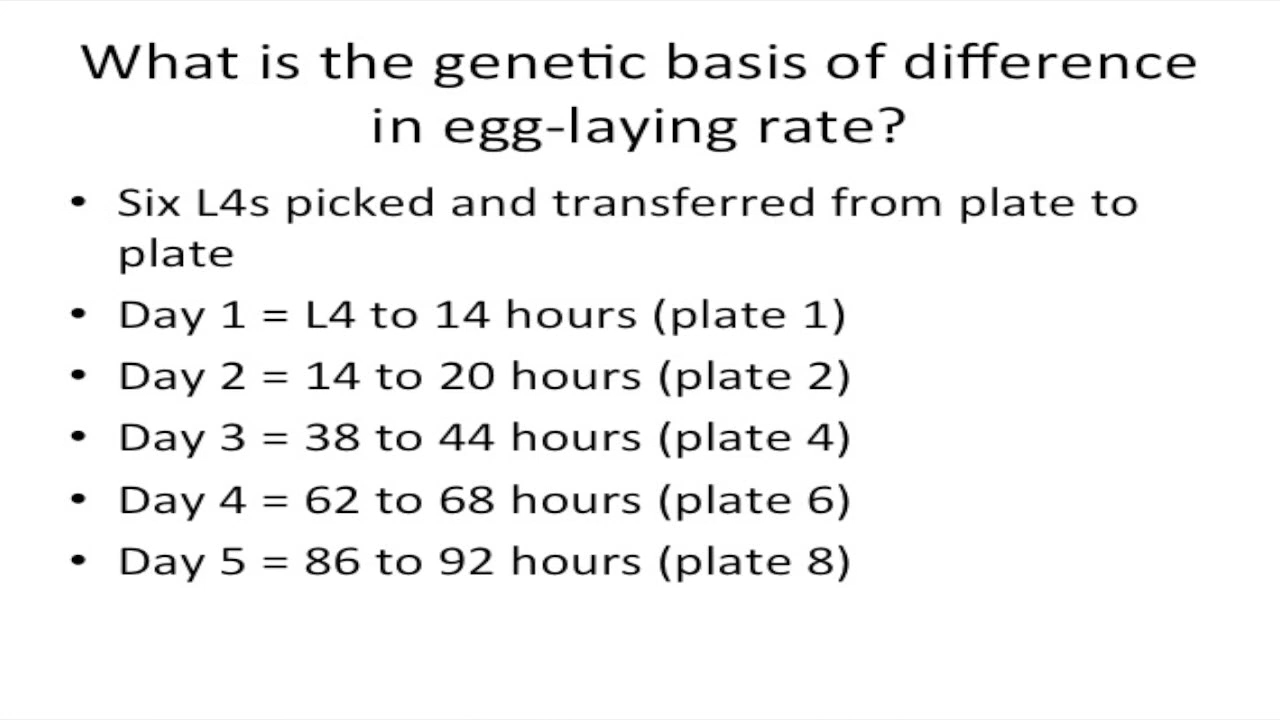 What is the genetic basis of difference
in egg-laying rate?
• Six L4s picked and transferred from plate to
plate
• Day 1 = L4 to 14 hours (plate 1)
• Day 2 = 14 to 20 hours (plate 2)
• Day 3 = 38 to 44 hours (plate 4)
• Day 4 = 62 to 68 hours (plate 6)
• Day 5 = 86 to 92 hours (plate 8)